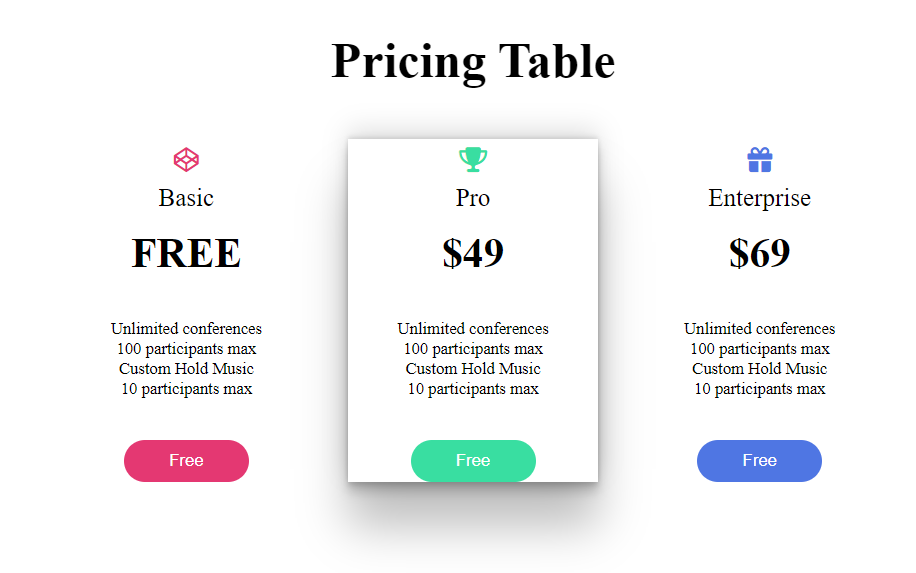 Pricing Table
Basic
FREE
Unlimited conferences
100 participants max
Custom Hold Music
10 participants max
Free
Pro
$49
Unlimited conferences
100 participants max
Custom Hold Music
10 participants max
Free
Enterprise
$69
Unlimited conferences
100 participants max
Custom Hold Music
10 participants max
Free